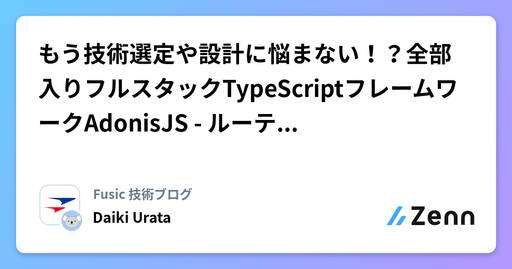 もう技術選定や設計に悩まない！？全部
入りフルスタックTypeScriptフレームワ
ークAdonisJS - ルーテ...
Fusic 技術ブログ
Daiki Urata
Zenn